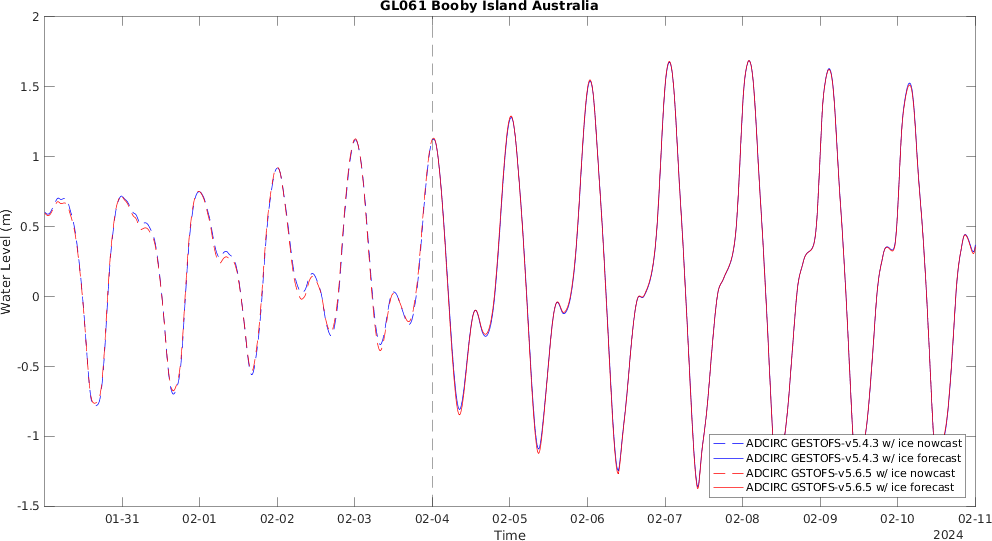 GL061 Booby Island Australia
Water Level (m)
2
1.5
1
0.5
0
-0.5
-1
-1.5
ADCIRC GESTOFS-v5.4.3 w/ ice nowcast
ADCIRC GESTOFS-v5.4.3 w/ ice forecast
ADCIRC GSTOFS-v5.6.5 w/ ice nowcast
ADCIRC GSTOFS-v5.6.5 w/ ice forecast
01-31 02-01 02-02 02-03 02-04 02-05 02-06 02-07 02-08 02-09 02-10 02-11
Time
2024